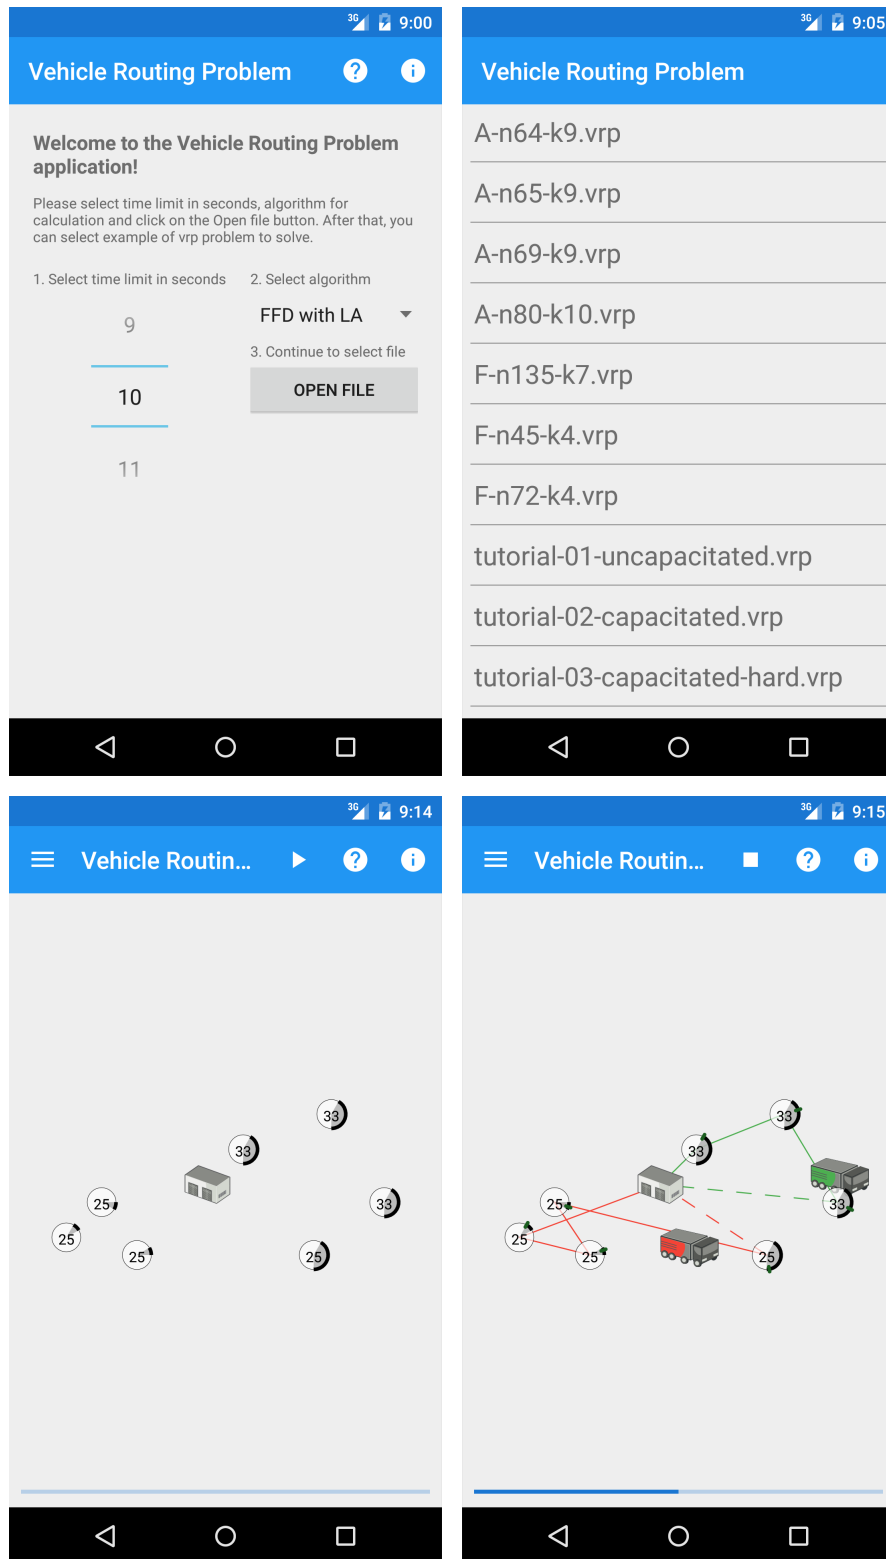 3G 9:00
Vehicle Routing Problem ? i
Welcome to the Vehicle Routing Problem
application!
Please select time limit in seconds, algorithm for
calculation and click on the Open file button. After that, you
can select example of vrp problem to solve.
1. Select time limit in seconds
9
10
11
2. Select algorithm
FFD with LA
3. Continue to select file
OPEN FILE
3G 9:05
Vehicle Routing Problem
A-n64-k9.vrp
A-n65-k9.vrp
A-n69-k9.vrp
A-n80-k10.vrp
F-n135-k7.vrp
F-n45-k4.vrp
F-n72-k4.vrp
tutorial-01-uncapacitated.vrp
tutorial-02-capacitated.vrp
tutorial-03-capacitated-hard.vrp
3G 9:14
Vehicle Routin... ? i
33
33
25
33
25
25
25
3G 9:15
Vehicle Routin... ? i
33
33
25
33
25
25
25